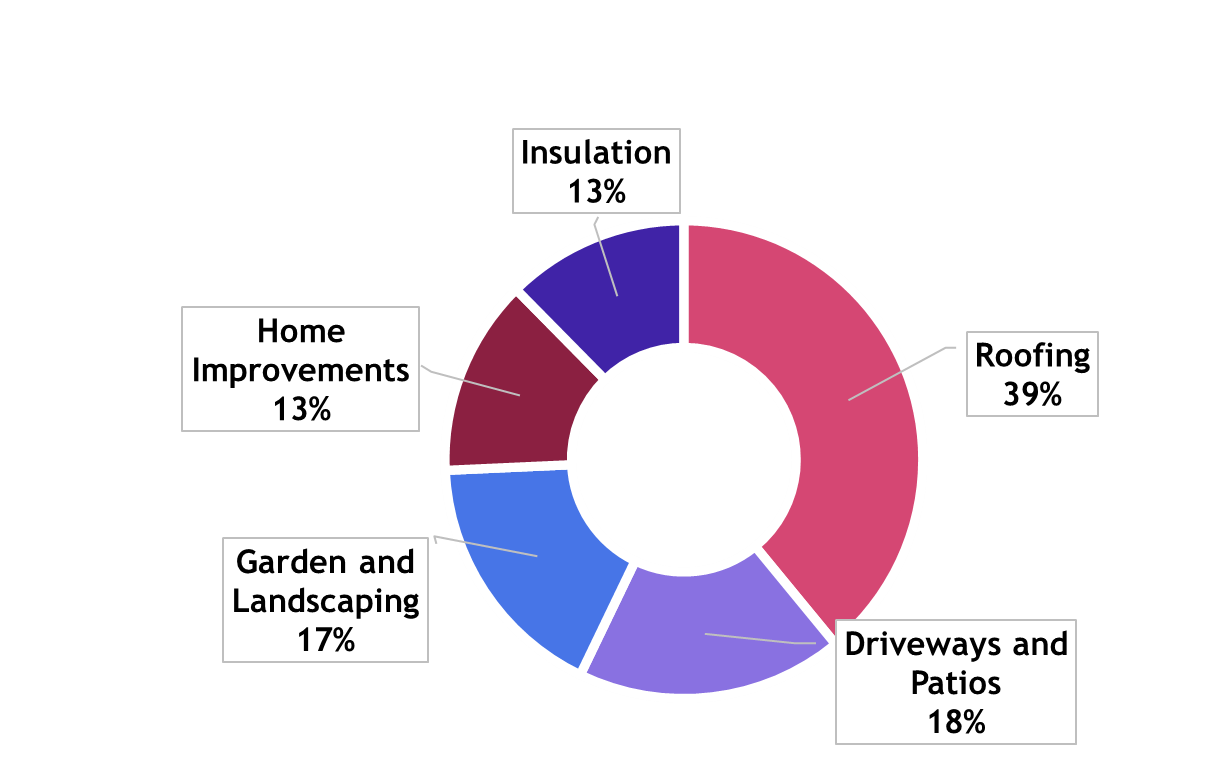 Insulation
13%
Home
Improvements
13%
Roofing
39%
Garden and
Landscaping
17%
Driveways and
Patios
18%